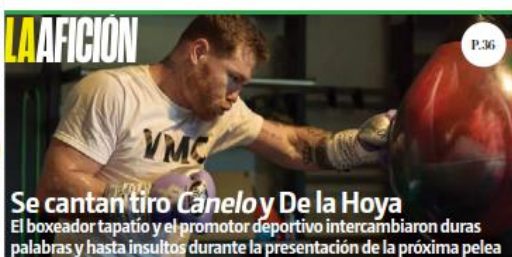 LA AFICIÓN
P.36
VMC
Se cantan tiro Canelo y De la Hoya
El boxeador tapatío y el promotor deportivo intercambiaron duras
palabras y hasta insultos durante la presentación de la próxima pelea